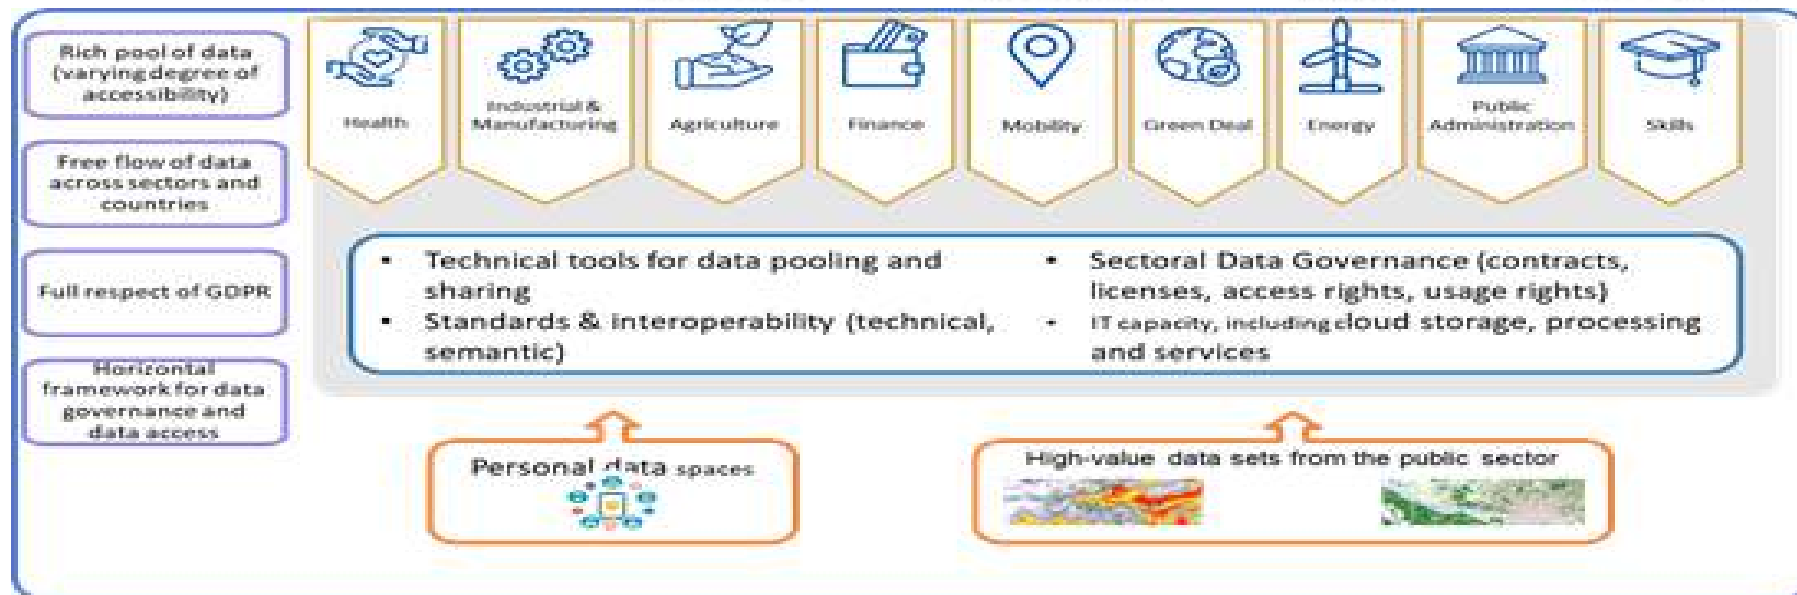 Rich pool of data
(varying degree of
accessibility)
Free flow of data
across sectors and
countries
Full respect of GDPR
Horizontal
framework for data
governance and
data access
Health
Industrial &
Manufacturing
Agriculture
Finance
Mobility
Green Deal
Energy
Public
Administration
Skills
• Technical tools for data pooling and
sharing
• Standards & interoperability (technical,
semantic)
• Sectoral Data Governance (contracts,
licenses, access rights, usage rights)
• IT capacity, including cloud storage, processing
and services
Personal data spaces
High-value data sets from the public sector